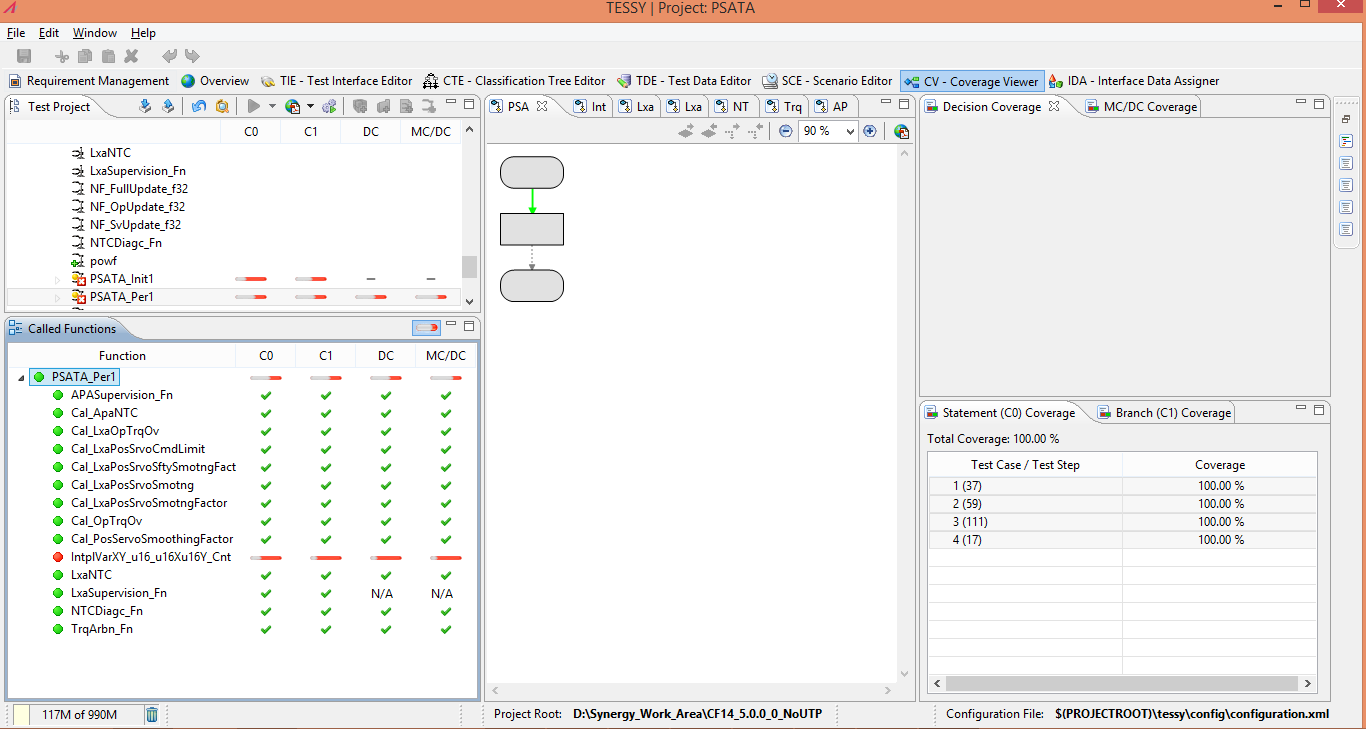 TESSY | Project: PSATA
File Edit Window Help
Requirement Management Overview TIE - Test Interface Editor CTE - Classification Tree Editor TDE - Test Data Editor SCE - Scenario Editor CV - Coverage Viewer IDA - Interface Data Assigner
Test Project
C0 C1 DC MC/DC
LxaNTC
LxaSupervision_Fn
NF_FullUpdate_f32
NF_OpUpdate_f32
NF_SvUpdate_f32
NTCDiagc_Fn
powf
PSATA_Init1 – –
PSATA_Per1
Called Functions
Function C0 C1 DC MC/DC
PSATA_Per1
APASupervision_Fn
Cal_ApaNTC
Cal_LxaOpTrqOv
Cal_LxaPosSrvoCmdLimit
Cal_LxaPosSrvoSftySmotngFact
Cal_LxaPosSrvoSmotng
Cal_LxaPosSrvoSmotngFactor
Cal_OpTrqOv
Cal_PosServoSmoothingFactor
IntplVarXY_u16_u16Xu16Y_Cnt
LxaNTC
LxaSupervision_Fn N/A N/A
NTCDiagc_Fn
TrqArbn_Fn
PSA Int Lxa Lxa NT Trq AP
90 %
Decision Coverage MC/DC Coverage
Statement (C0) Coverage Branch (C1) Coverage
Total Coverage: 100.00 %
Test Case / Test Step Coverage
1 (37) 100.00 %
2 (59) 100.00 %
3 (111) 100.00 %
4 (17) 100.00 %
117M of 990M
Project Root: D:\Synergy_Work_Area\CF14_5.0.0_0_NoUTP
Configuration File: $(PROJECTROOT)\tessy\config\configuration.xml